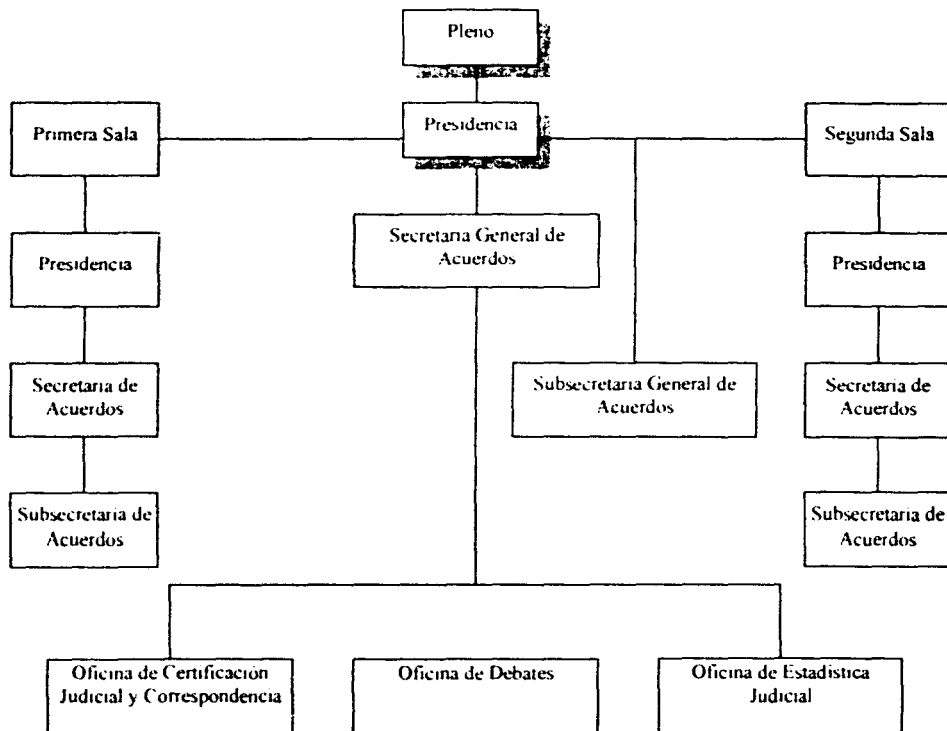 Pleno
Primera Sala
Presidencia
Segunda Sala
Secretaria General de
Acuerdos
Presidencia
Presidencia
Secretaria de
Acuerdos
Subsecretaria General de
Acuerdos
Secretaria de
Acuerdos
Subsecretaria de
Acuerdos
Subsecretaria de
Acuerdos
Oficina de Certificación
Judicial y Correspondencia
Oficina de Debates
Oficina de Estadística
Judicial